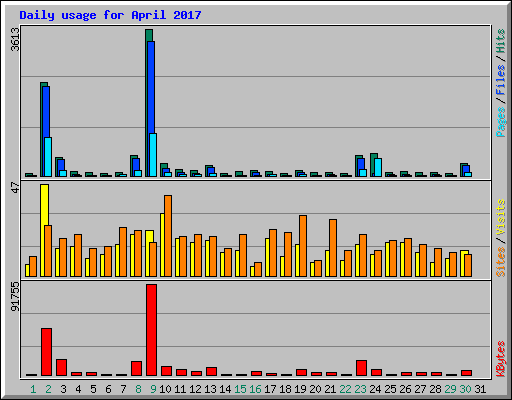 Daily usage for April 2017
3613
Pages / Files / Hits
47
Sites / Visits
91755
KBytes
1 2 3 4 5 6 7 8 9 10 11 12 13 14 15 16 17 18 19 20 21 22 23 24 25 26 27 28 29 30 31